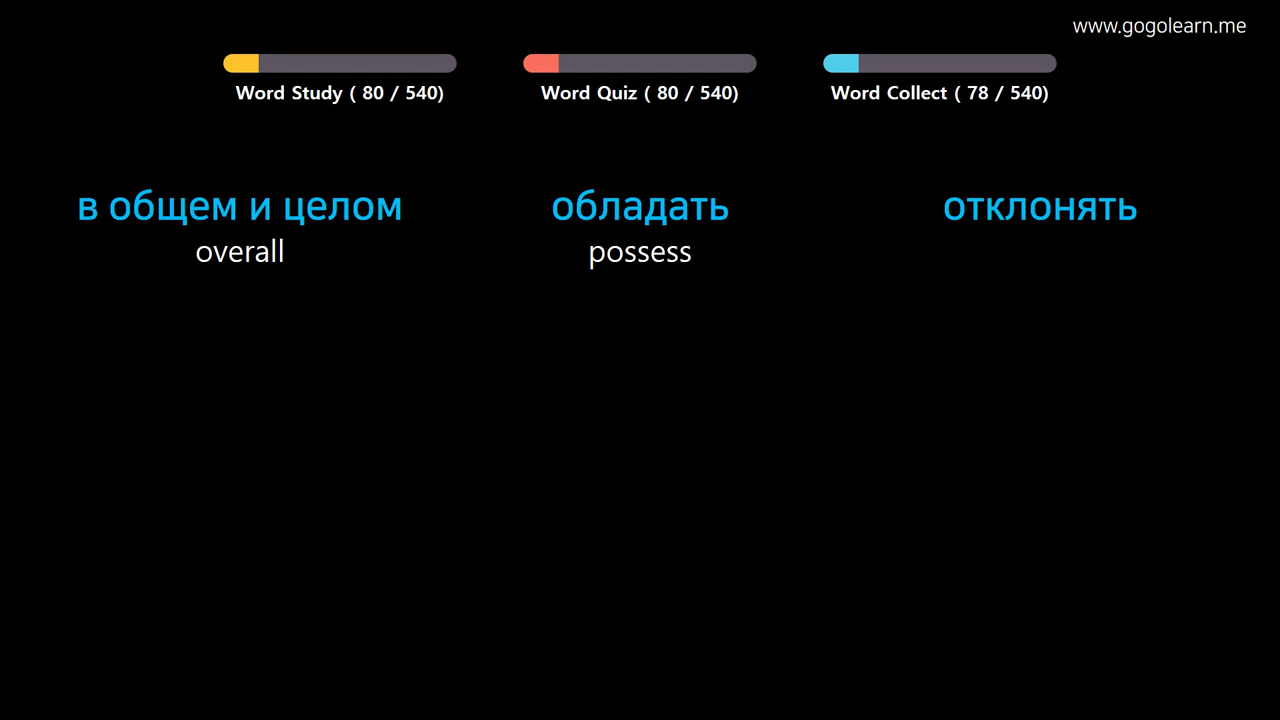 www.gogolearn.me
Word Study ( 80 / 540)
Word Quiz ( 80 / 540)
Word Collect ( 78 / 540)
в общем и целом
overall
обладать
possess
отклонять